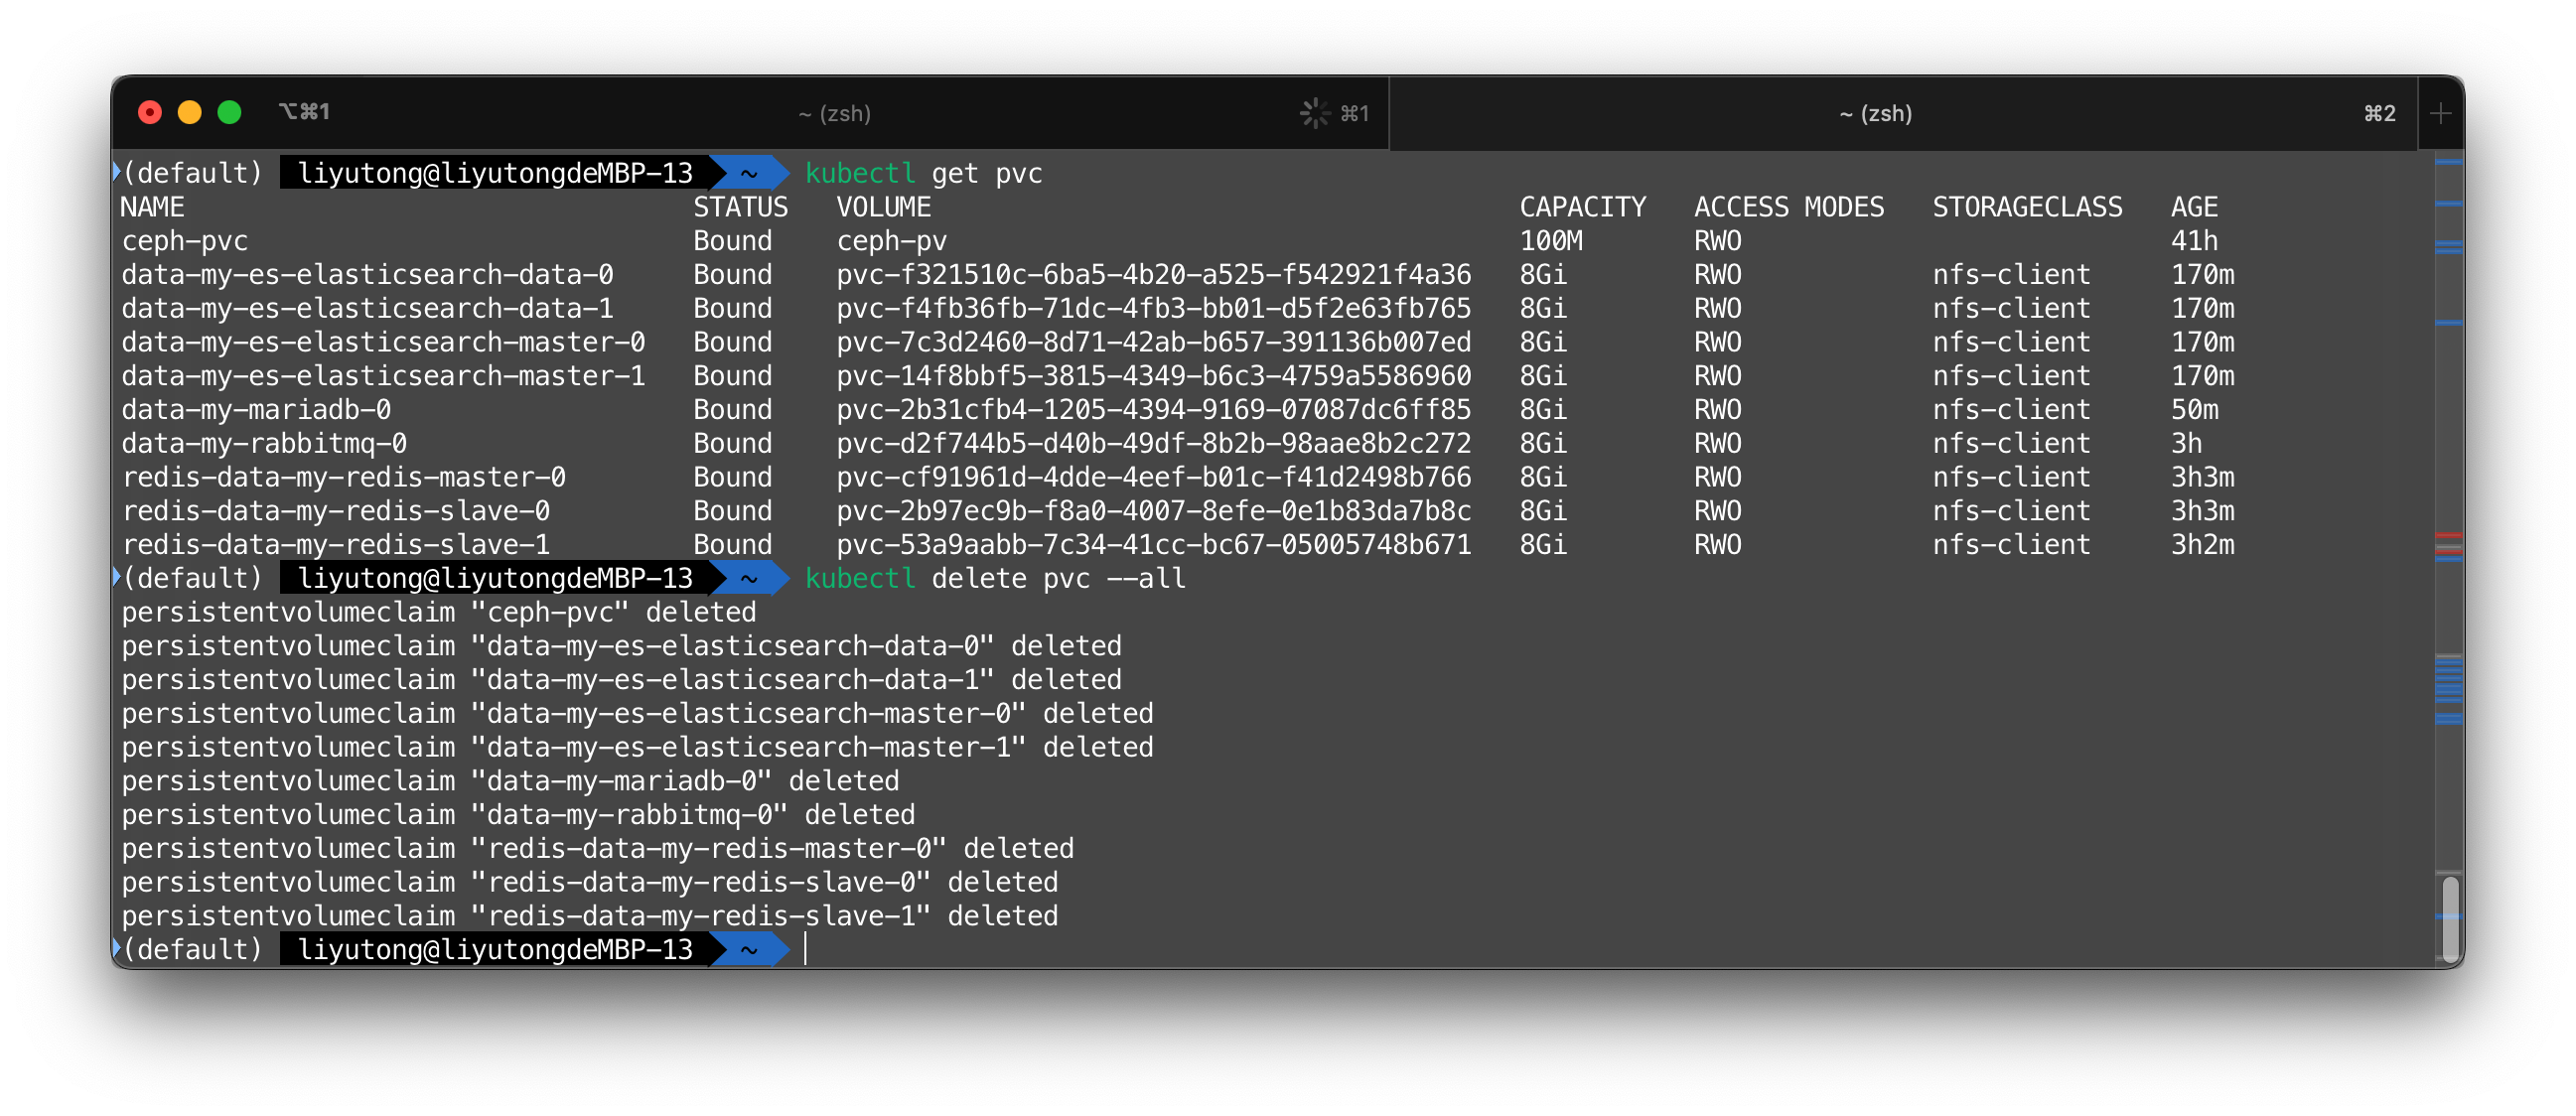 ⌥⌘1 ~ (zsh) ⌘1 ~ (zsh) ⌘2 +
(default) liyutong@liyutongdeMBP-13 ~ kubectl get pvc
NAME STATUS VOLUME CAPACITY ACCESS MODES STORAGECLASS AGE
ceph-pvc Bound ceph-pv 100M RWO 41h
data-my-es-elasticsearch-data-0 Bound pvc-f321510c-6ba5-4b20-a525-f542921f4a36 8Gi RWO nfs-client 170m
data-my-es-elasticsearch-data-1 Bound pvc-f4fb36fb-71dc-4fb3-bb01-d5f2e63fb765 8Gi RWO nfs-client 170m
data-my-es-elasticsearch-master-0 Bound pvc-7c3d2460-8d71-42ab-b657-391136b007ed 8Gi RWO nfs-client 170m
data-my-es-elasticsearch-master-1 Bound pvc-14f8bbf5-3815-4349-b6c3-4759a5586960 8Gi RWO nfs-client 170m
data-my-mariadb-0 Bound pvc-2b31cfb4-1205-4394-9169-07087dc6ff85 8Gi RWO nfs-client 50m
data-my-rabbitmq-0 Bound pvc-d2f744b5-d40b-49df-8b2b-98aae8b2c272 8Gi RWO nfs-client 3h
redis-data-my-redis-master-0 Bound pvc-cf91961d-4dde-4eef-b01c-f41d2498b766 8Gi RWO nfs-client 3h3m
redis-data-my-redis-slave-0 Bound pvc-2b97ec9b-f8a0-4007-8efe-0e1b83da7b8c 8Gi RWO nfs-client 3h3m
redis-data-my-redis-slave-1 Bound pvc-53a9aabb-7c34-41cc-bc67-05005748b671 8Gi RWO nfs-client 3h2m
(default) liyutong@liyutongdeMBP-13 ~ kubectl delete pvc --all
persistentvolumeclaim "ceph-pvc" deleted
persistentvolumeclaim "data-my-es-elasticsearch-data-0" deleted
persistentvolumeclaim "data-my-es-elasticsearch-data-1" deleted
persistentvolumeclaim "data-my-es-elasticsearch-master-0" deleted
persistentvolumeclaim "data-my-es-elasticsearch-master-1" deleted
persistentvolumeclaim "data-my-mariadb-0" deleted
persistentvolumeclaim "data-my-rabbitmq-0" deleted
persistentvolumeclaim "redis-data-my-redis-master-0" deleted
persistentvolumeclaim "redis-data-my-redis-slave-0" deleted
persistentvolumeclaim "redis-data-my-redis-slave-1" deleted
(default) liyutong@liyutongdeMBP-13 ~